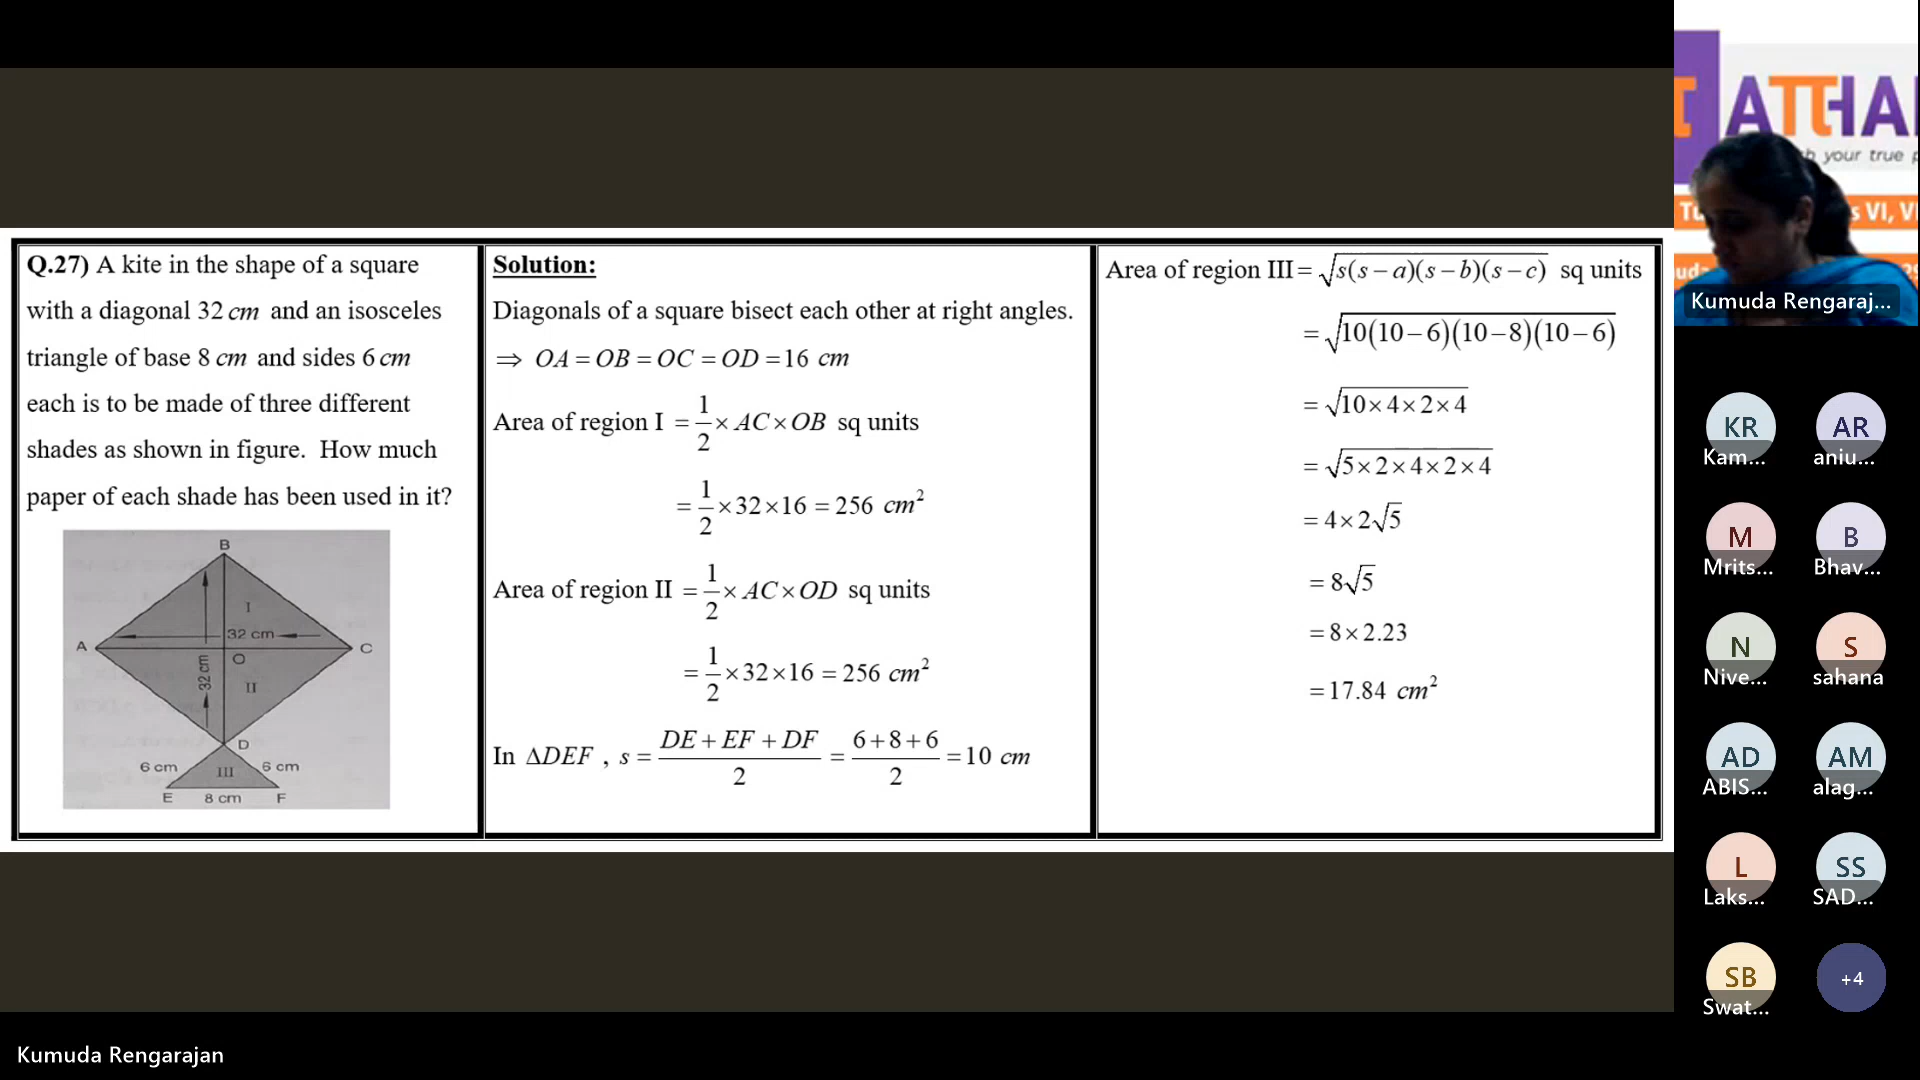 Q.27) A kite in the shape of a square
with a diagonal 32 cm and an isosceles
triangle of base 8 cm and sides 6 cm
each is to be made of three different
shades as shown in figure. How much
paper of each shade has been used in it?
B
I
32 cm
A
O
C
32 cm
II
D
6 cm
III
6 cm
E
8 cm
F
Solution:
Diagonals of a square bisect each other at right angles.
⇒ OA = OB = OC = OD = 16 cm
Area of region I = 1/2 × AC × OB sq units
= 1/2 × 32 × 16 = 256 cm²
Area of region II = 1/2 × AC × OD sq units
= 1/2 × 32 × 16 = 256 cm²
In ΔDEF , s = (DE + EF + DF)/2 = (6 + 8 + 6)/2 = 10 cm
Area of region III = √(s(s − a)(s − b)(s − c)) sq units
= √(10(10 − 6)(10 − 8)(10 − 6))
= √(10 × 4 × 2 × 4)
= √(5 × 2 × 4 × 2 × 4)
= 4 × 2√5
= 8√5
= 8 × 2.23
= 17.84 cm²
your true
s VI, V
Kumuda Rengaraj...
KR
Kam...
AR
aniu...
M
Mrits...
B
Bhav...
N
Nive...
S
sahana
AD
ABIS...
AM
alag...
L
Laks...
SS
SAD...
SB
Swat...
+4
Kumuda Rengarajan